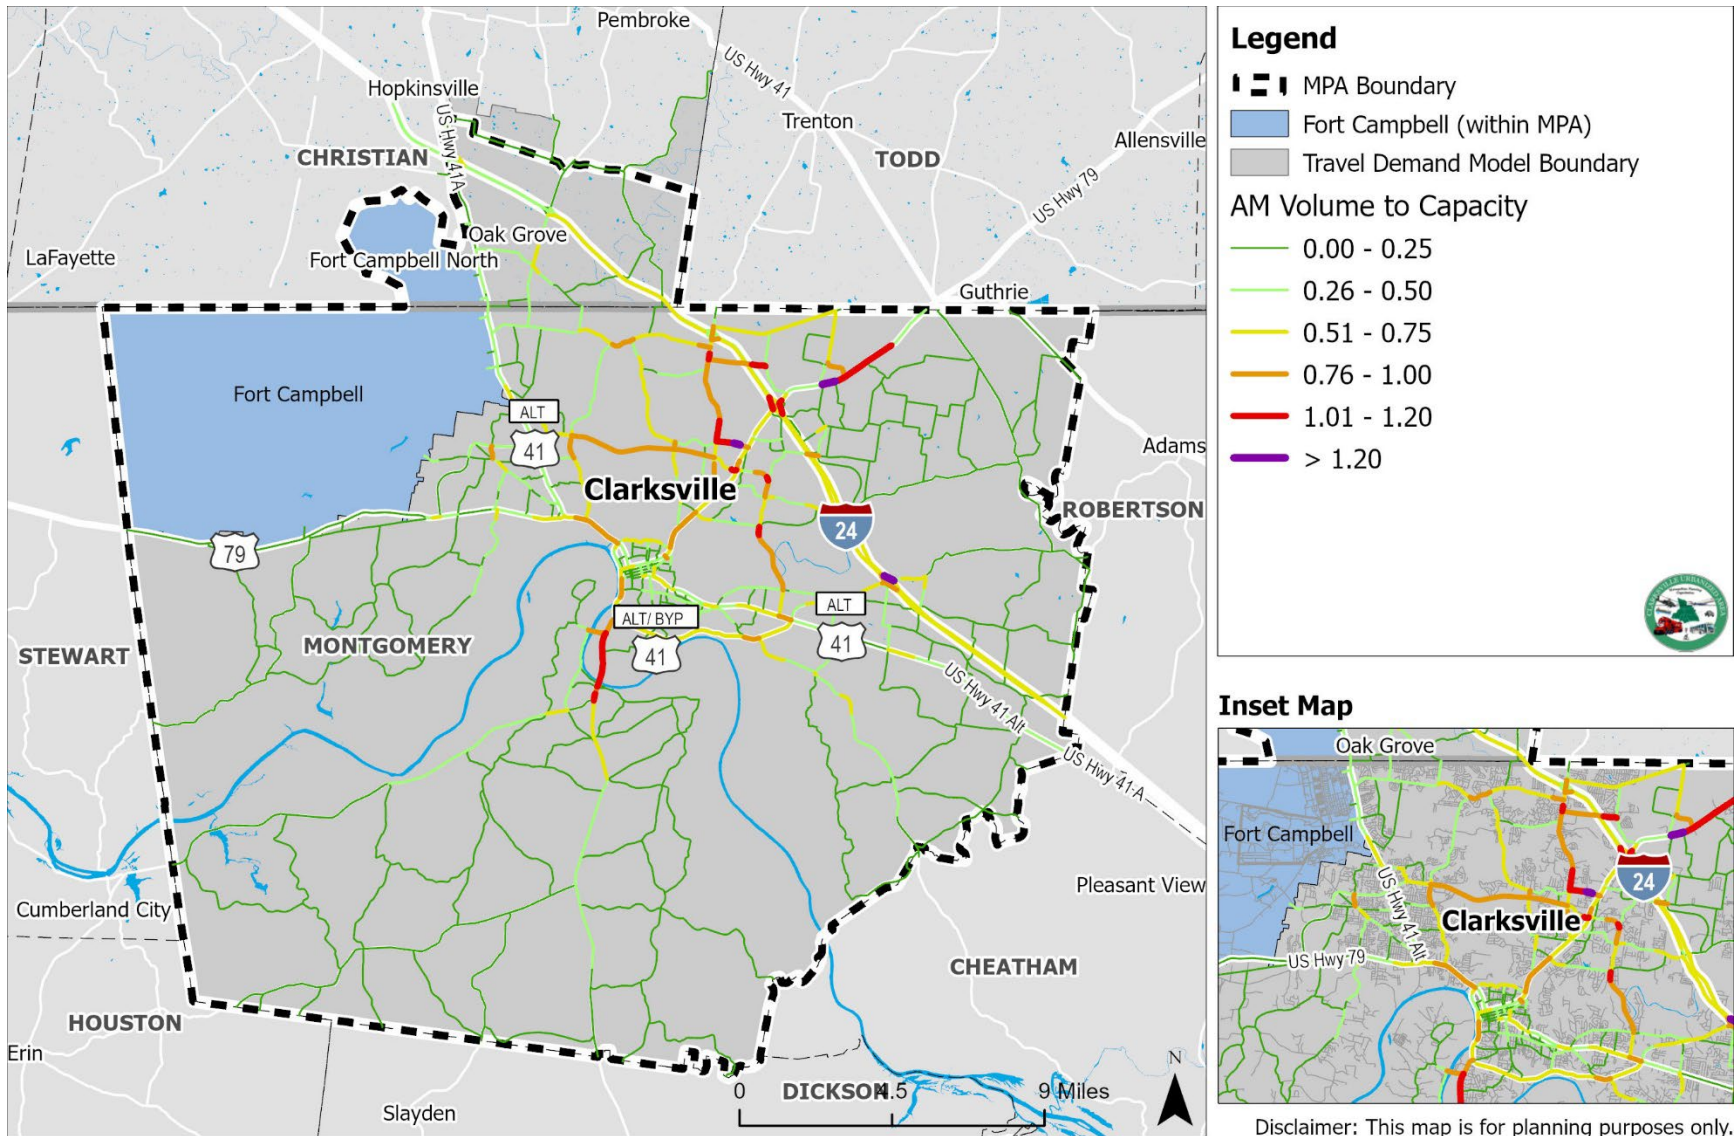 Pembroke
US Hwy 41
Hopkinsville
US Hwy 41A
Trenton
Allensville
CHRISTIAN
TODD
US Hwy 79
Oak Grove
LaFayette
Fort Campbell North
Guthrie
Fort Campbell
ALT
41
Adams
Clarksville
ROBERTSON
24
79
ALT
ALT/ BYP
41
41
STEWART
MONTGOMERY
US Hwy 41 Alt
US Hwy 41 A
Pleasant View
Cumberland City
CHEATHAM
HOUSTON
Erin
N
0
4.5
9 Miles
DICKSON
Slayden
Legend
MPA Boundary
Fort Campbell (within MPA)
Travel Demand Model Boundary
AM Volume to Capacity
0.00 - 0.25
0.26 - 0.50
0.51 - 0.75
0.76 - 1.00
1.01 - 1.20
> 1.20
Inset Map
Oak Grove
Fort Campbell
24
US Hwy 41 Alt
Clarksville
US Hwy 79
Disclaimer: This map is for planning purposes only.